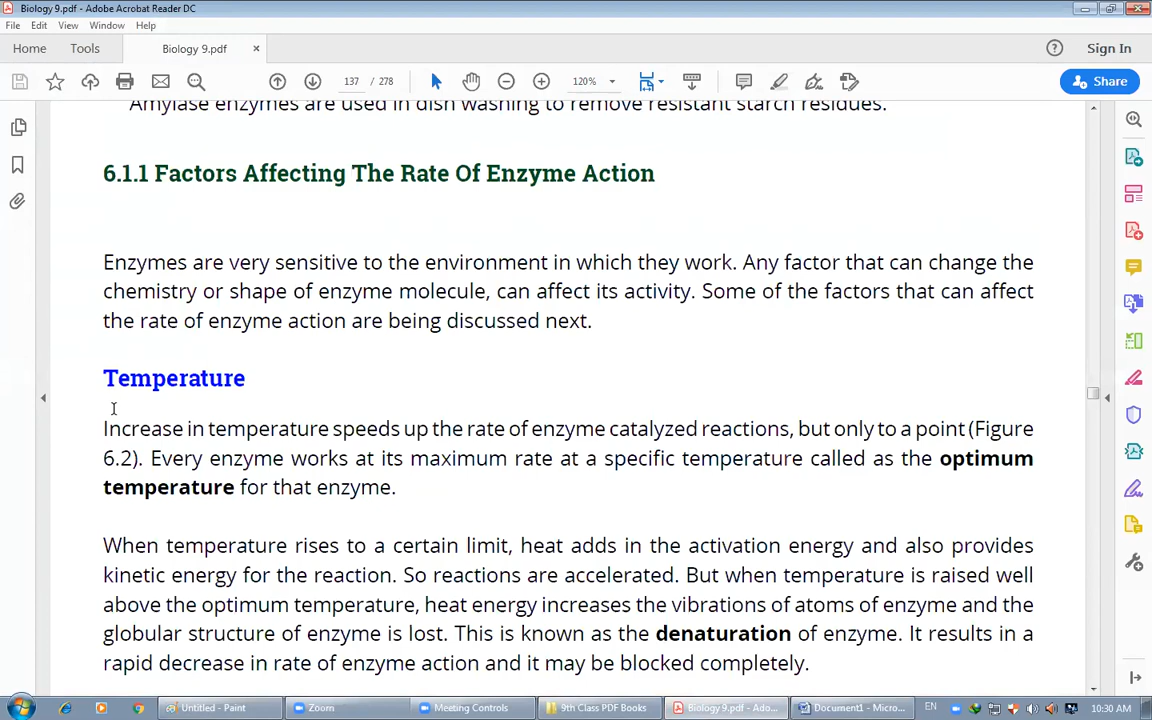 Biology 9.pdf - Adobe Acrobat Reader DC
File Edit View Window Help
Home Tools Biology 9.pdf × Sign In
137 / 278 120% Share
Amylase enzymes are used in dish washing to remove resistant starch residues.
6.1.1 Factors Affecting The Rate Of Enzyme Action
Enzymes are very sensitive to the environment in which they work. Any factor that can change the
chemistry or shape of enzyme molecule, can affect its activity. Some of the factors that can affect
the rate of enzyme action are being discussed next.
Temperature
Increase in temperature speeds up the rate of enzyme catalyzed reactions, but only to a point (Figure
6.2). Every enzyme works at its maximum rate at a specific temperature called as the optimum
temperature for that enzyme.
When temperature rises to a certain limit, heat adds in the activation energy and also provides
kinetic energy for the reaction. So reactions are accelerated. But when temperature is raised well
above the optimum temperature, heat energy increases the vibrations of atoms of enzyme and the
globular structure of enzyme is lost. This is known as the denaturation of enzyme. It results in a
rapid decrease in rate of enzyme action and it may be blocked completely.
Untitled - Paint Zoom Meeting Controls 9th Class PDF Books Biology 9.pdf - Ado... Document1 - Micro... EN 10:30 AM